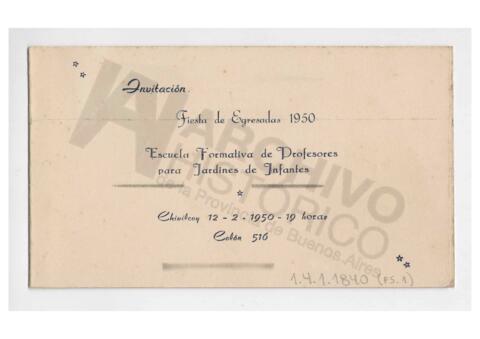 Invitación.
Fiesta de Egresadas 1950
Escuela Formativa de Profesores
para Jardines de Infantes
Chivilcoy 12 - 2 - 1950 - 19 horas
Colón 516
ARCHIVO
HISTÓRICO
de la Provincia de Buenos Aires
1.4.1.1840 (FS.1)